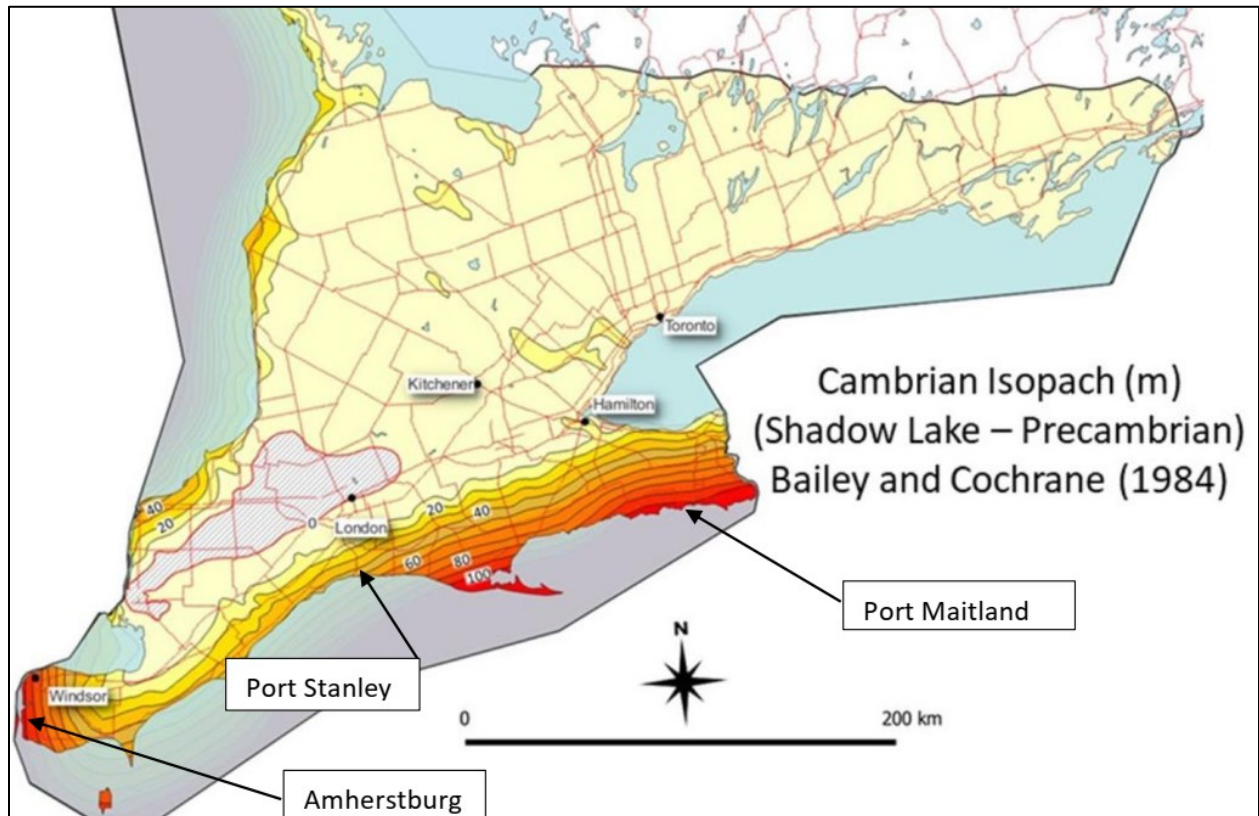 Toronto
Kitchener
Hamilton
Cambrian Isopach (m)
(Shadow Lake – Precambrian)
Bailey and Cochrane (1984)
40
20
0
London
20
40
60
80
100
Port Maitland
N
Windsor
Port Stanley
0
200 km
Amherstburg